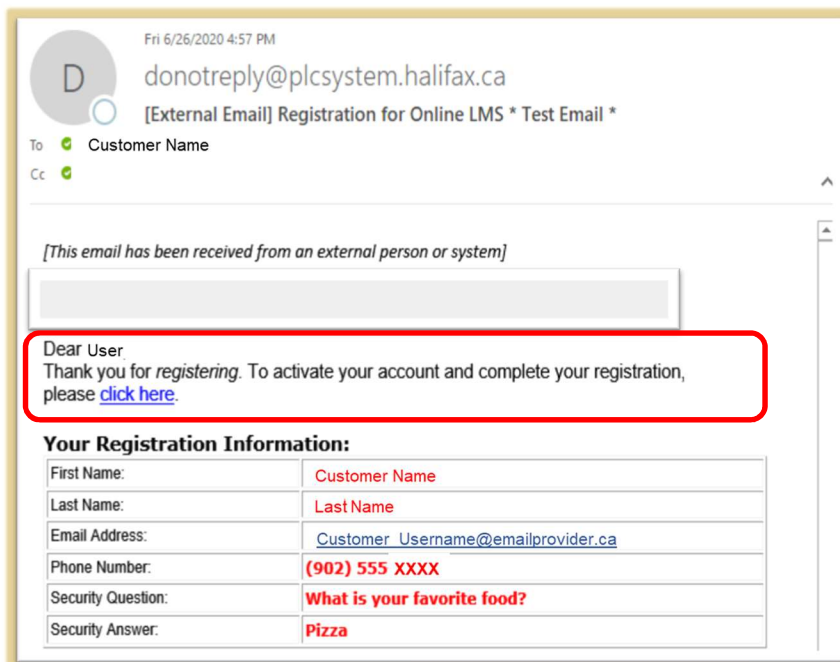 Fri 6/26/2020 4:57 PM
D
donotreply@plcsystem.halifax.ca
[External Email] Registration for Online LMS * Test Email *
To Customer Name
Cc
[This email has been received from an external person or system]
Dear User
Thank you for registering. To activate your account and complete your registration,
please click here.
Your Registration Information:
First Name: Customer Name
Last Name: Last Name
Email Address: Customer_Username@emailprovider.ca
Phone Number: (902) 555 XXXX
Security Question: What is your favorite food?
Security Answer: Pizza